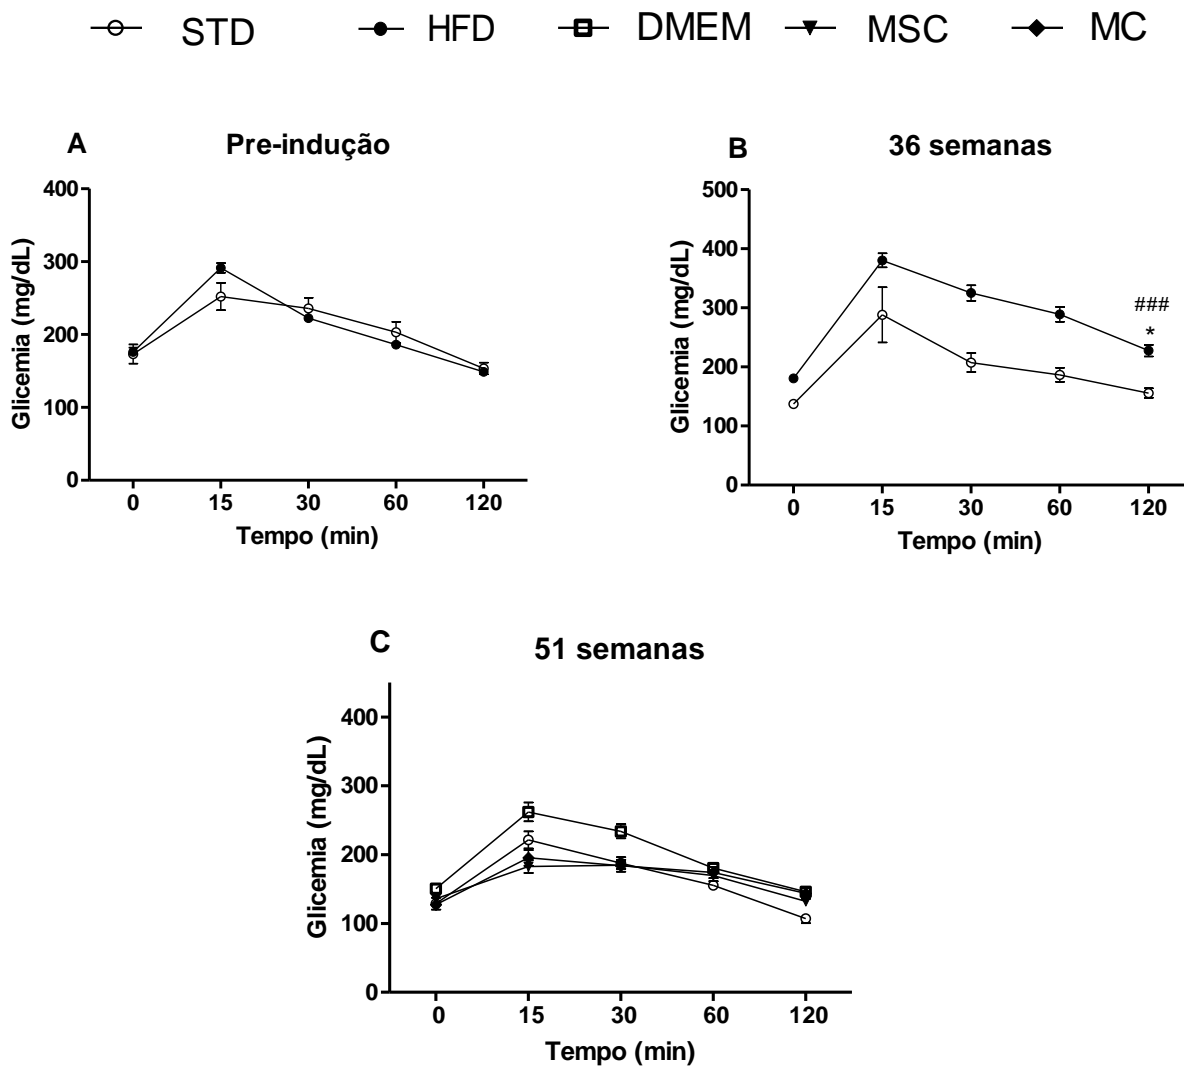 STD HFD DMEM MSC MC
A Pre-indução
400
300
200
100
0
Glicemia (mg/dL)
0 15 30 60 120
Tempo (min)
B 36 semanas
500
400
300
200
100
0
Glicemia (mg/dL)
###
*
0 15 30 60 120
Tempo (min)
C 51 semanas
400
300
200
100
0
Glicemia (mg/dL)
0 15 30 60 120
Tempo (min)